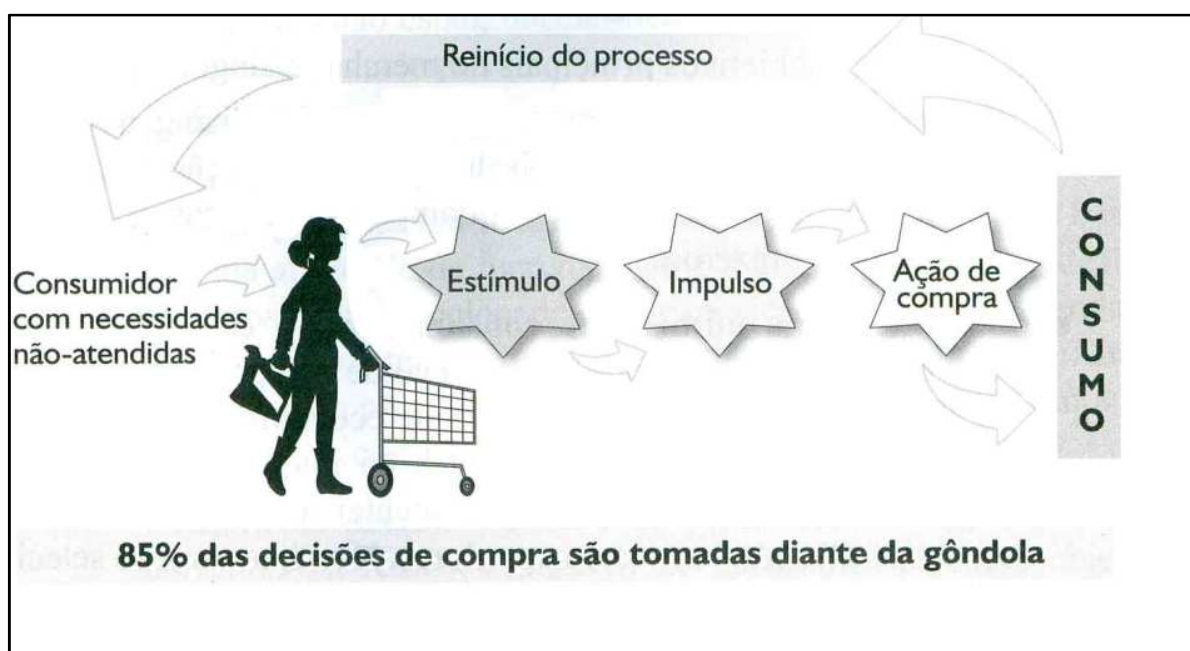 Reinício do processo
Consumidor
com necessidades
não-atendidas
Estímulo
Impulso
Ação de
compra
CONSUMO
85% das decisões de compra são tomadas diante da gôndola